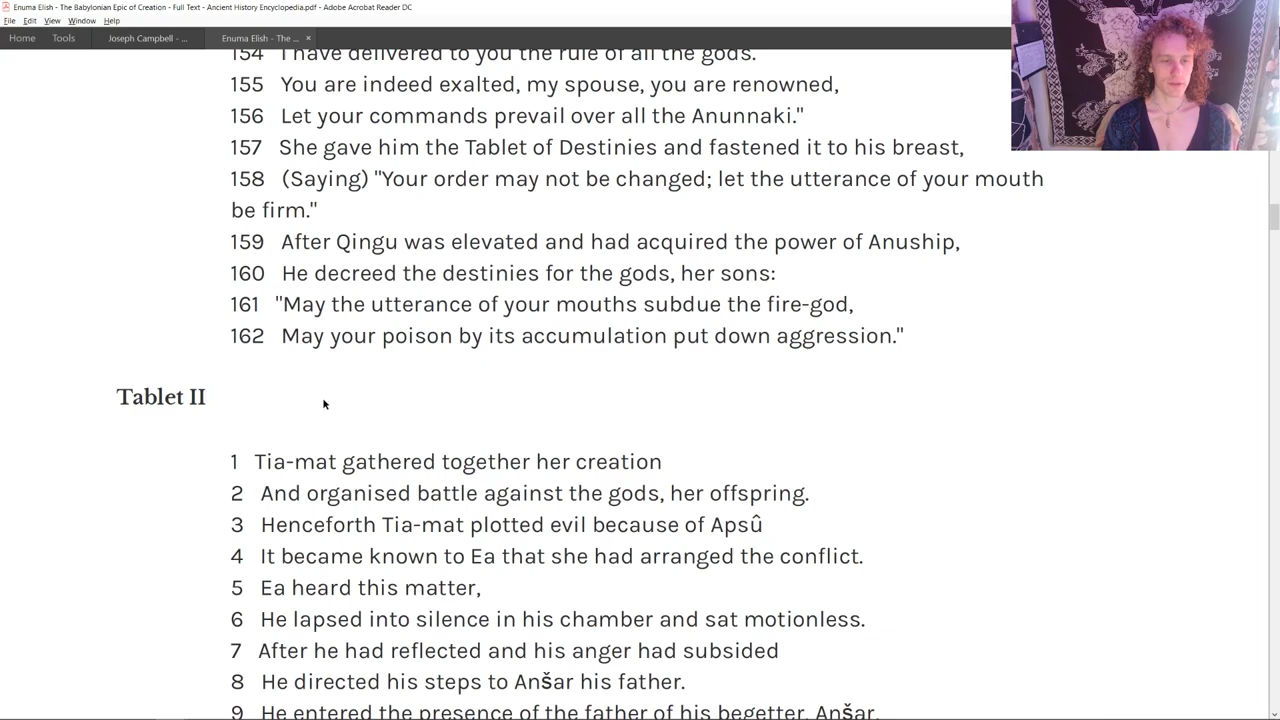 Enuma Elish - The Babylonian Epic of Creation - Full Text - Ancient History Encyclopedia.pdf - Adobe Acrobat Reader DC
File Edit View Window Help
Home Tools Joseph Campbell - ... Enuma Elish - The ... ×
154 I have delivered to you the rule of all the gods.
155 You are indeed exalted, my spouse, you are renowned,
156 Let your commands prevail over all the Anunnaki."
157 She gave him the Tablet of Destinies and fastened it to his breast,
158 (Saying) "Your order may not be changed; let the utterance of your mouth
be firm."
159 After Qingu was elevated and had acquired the power of Anuship,
160 He decreed the destinies for the gods, her sons:
161 "May the utterance of your mouths subdue the fire-god,
162 May your poison by its accumulation put down aggression."
Tablet II
1 Tia-mat gathered together her creation
2 And organised battle against the gods, her offspring.
3 Henceforth Tia-mat plotted evil because of Apsû
4 It became known to Ea that she had arranged the conflict.
5 Ea heard this matter,
6 He lapsed into silence in his chamber and sat motionless.
7 After he had reflected and his anger had subsided
8 He directed his steps to Anšar his father.
9 He entered the presence of the father of his begetter, Anšar,